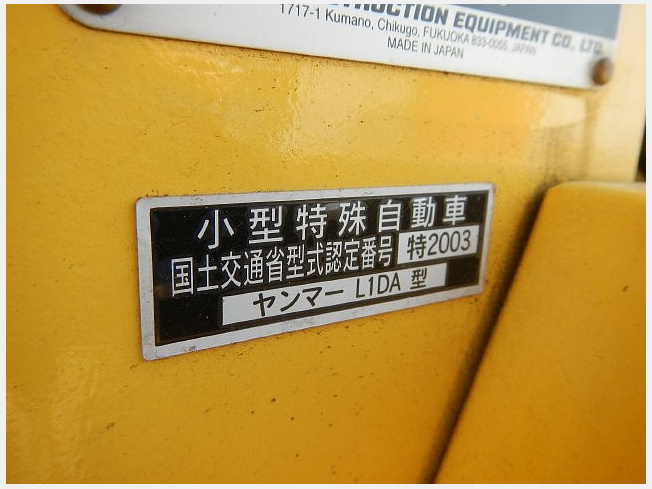 CONSTRUCTION EQUIPMENT CO., LTD.
1717-1 Kumano, Chikugo, FUKUOKA 833-0055, JAPAN
MADE IN JAPAN
小型特殊自動車
国土交通省型式認定番号 特2003
ヤンマー L1DA 型